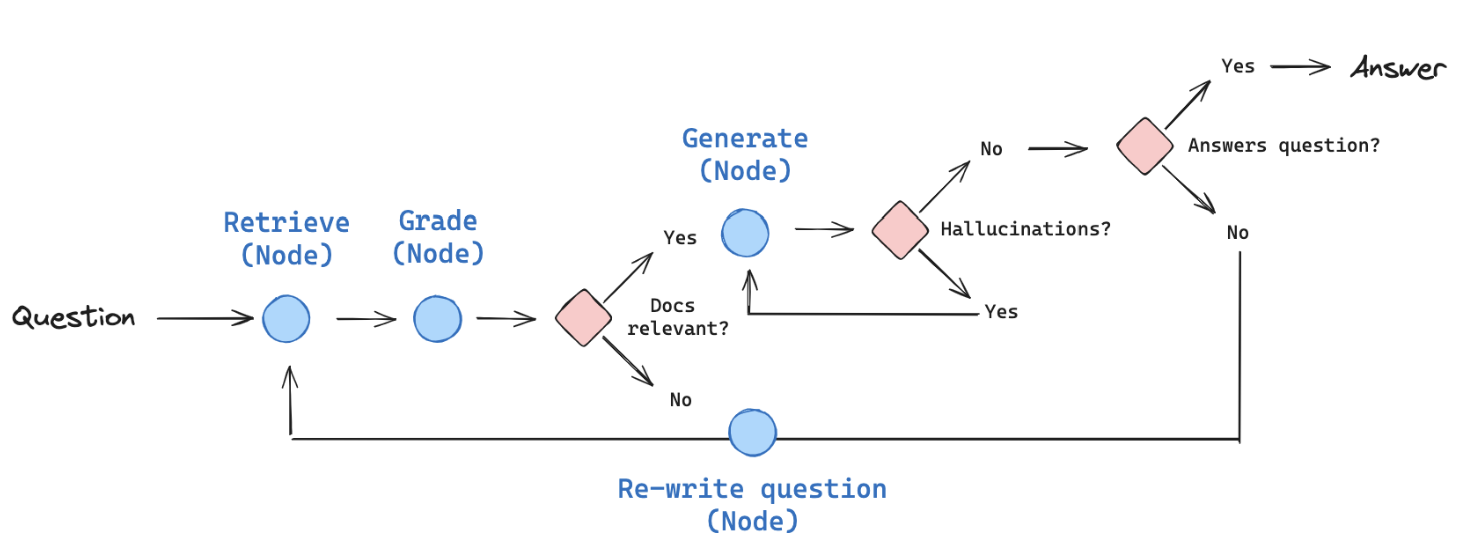 Yes
Answer
Generate
(Node)
Answers question?
No
Retrieve
(Node)
Grade
(Node)
Yes
Hallucinations?
No
Question
Docs
relevant?
Yes
No
Re-write question
(Node)